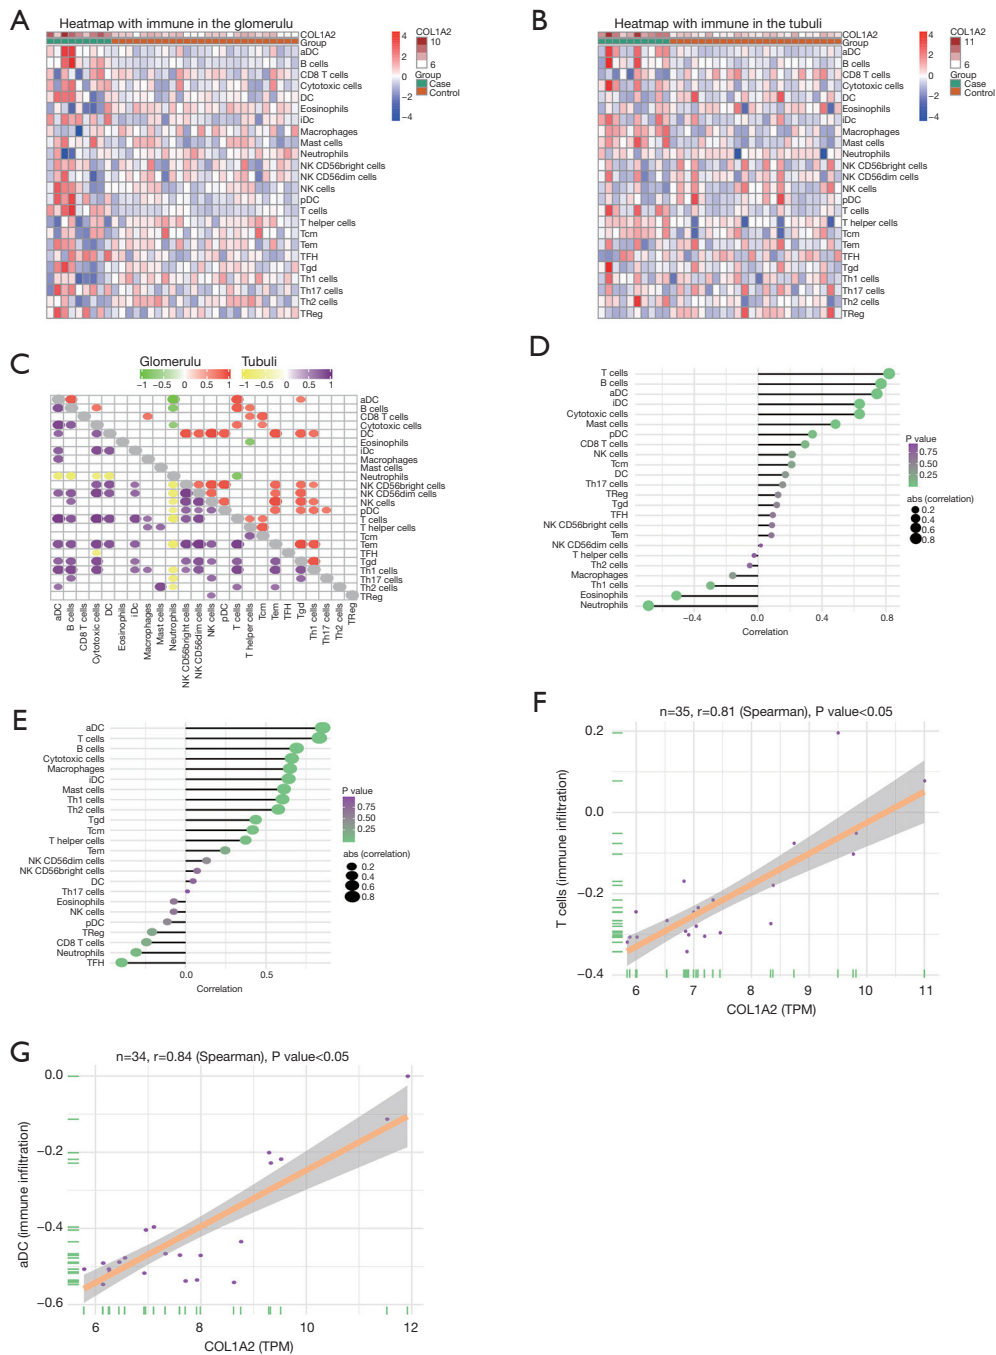 A
Heatmap with immune in the glomerulu
COL1A2
Group
aDC
B cells
CD8 T cells
Cytotoxic cells
DC
Eosinophils
iDc
Macrophages
Mast cells
Neutrophils
NK CD56bright cells
NK CD56dim cells
NK cells
pDC
T cells
T helper cells
Tcm
Tem
TFH
Tgd
Th1 cells
Th17 cells
Th2 cells
TReg
4
2
0
−2
−4
COL1A2
10
6
Group
Case
Control
B
Heatmap with immune in the tubuli
COL1A2
Group
aDC
B cells
CD8 T cells
Cytotoxic cells
DC
Eosinophils
iDc
Macrophages
Mast cells
Neutrophils
NK CD56bright cells
NK CD56dim cells
NK cells
pDC
T cells
T helper cells
Tcm
Tem
TFH
Tgd
Th1 cells
Th17 cells
Th2 cells
TReg
4
2
0
−2
−4
COL1A2
11
6
Group
Case
Control
C
Glomerulu
Tubuli
−1 −0.5 0 0.5 1
−1 −0.5 0 0.5 1
aDC
B cells
CD8 T cells
Cytotoxic cells
DC
Eosinophils
iDc
Macrophages
Mast cells
Neutrophils
NK CD56bright cells
NK CD56dim cells
NK cells
pDC
T cells
T helper cells
Tcm
Tem
TFH
Tgd
Th1 cells
Th17 cells
Th2 cells
TReg
aDC
B cells
CD8 T cells
Cytotoxic cells
DC
Eosinophils
iDc
Macrophages
Mast cells
Neutrophils
NK CD56bright cells
NK CD56dim cells
NK cells
pDC
T cells
T helper cells
Tcm
Tem
TFH
Tgd
Th1 cells
Th17 cells
Th2 cells
TReg
D
T cells
B cells
aDC
iDC
Cytotoxic cells
Mast cells
pDC
CD8 T cells
NK cells
Tcm
DC
Th17 cells
TReg
Tgd
TFH
NK CD56bright cells
Tem
NK CD56dim cells
T helper cells
Th2 cells
Macrophages
Th1 cells
Eosinophils
Neutrophils
−0.4 0.0 0.4 0.8
Correlation
P value
0.75
0.50
0.25
abs (correlation)
0.2
0.4
0.6
0.8
E
aDC
T cells
B cells
Cytotoxic cells
Macrophages
iDC
Mast cells
Th1 cells
Th2 cells
Tgd
Tcm
T helper cells
Tem
NK CD56dim cells
NK CD56bright cells
DC
Th17 cells
Eosinophils
NK cells
pDC
TReg
CD8 T cells
Neutrophils
TFH
0.0 0.5
Correlation
P value
0.75
0.50
0.25
abs (correlation)
0.2
0.4
0.6
0.8
F
n=35, r=0.81 (Spearman), P value<0.05
T cells (immune infiltration)
0.2
0.0
−0.2
−0.4
6 7 8 9 10 11
COL1A2 (TPM)
G
n=34, r=0.84 (Spearman), P value<0.05
aDC (immune infiltration)
0.0
−0.2
−0.4
−0.6
6 8 10 12
COL1A2 (TPM)